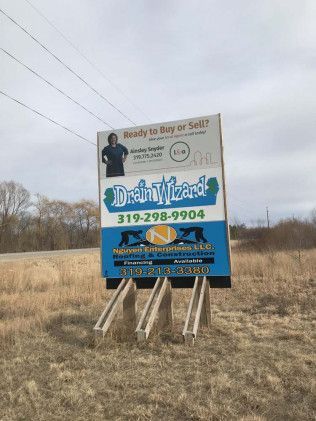 Ready to Buy or Sell?
Ainsley Snyder
319.775.2420
Drain Wizard
319-298-9904
N
Nguyen Enterprises LLC.
Roofing & Construction
Financing Available
319-213-3380